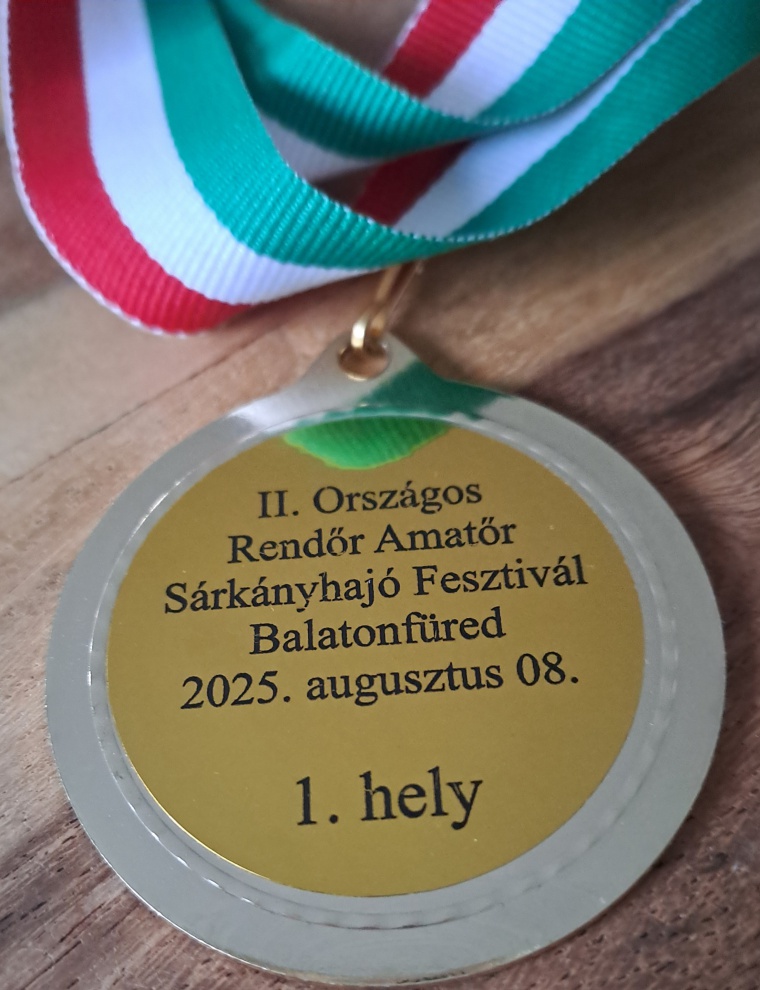 II. Országos
Rendőr Amatőr
Sárkányhajó Fesztivál
Balatonfüred
2025. augusztus 08.
1. hely